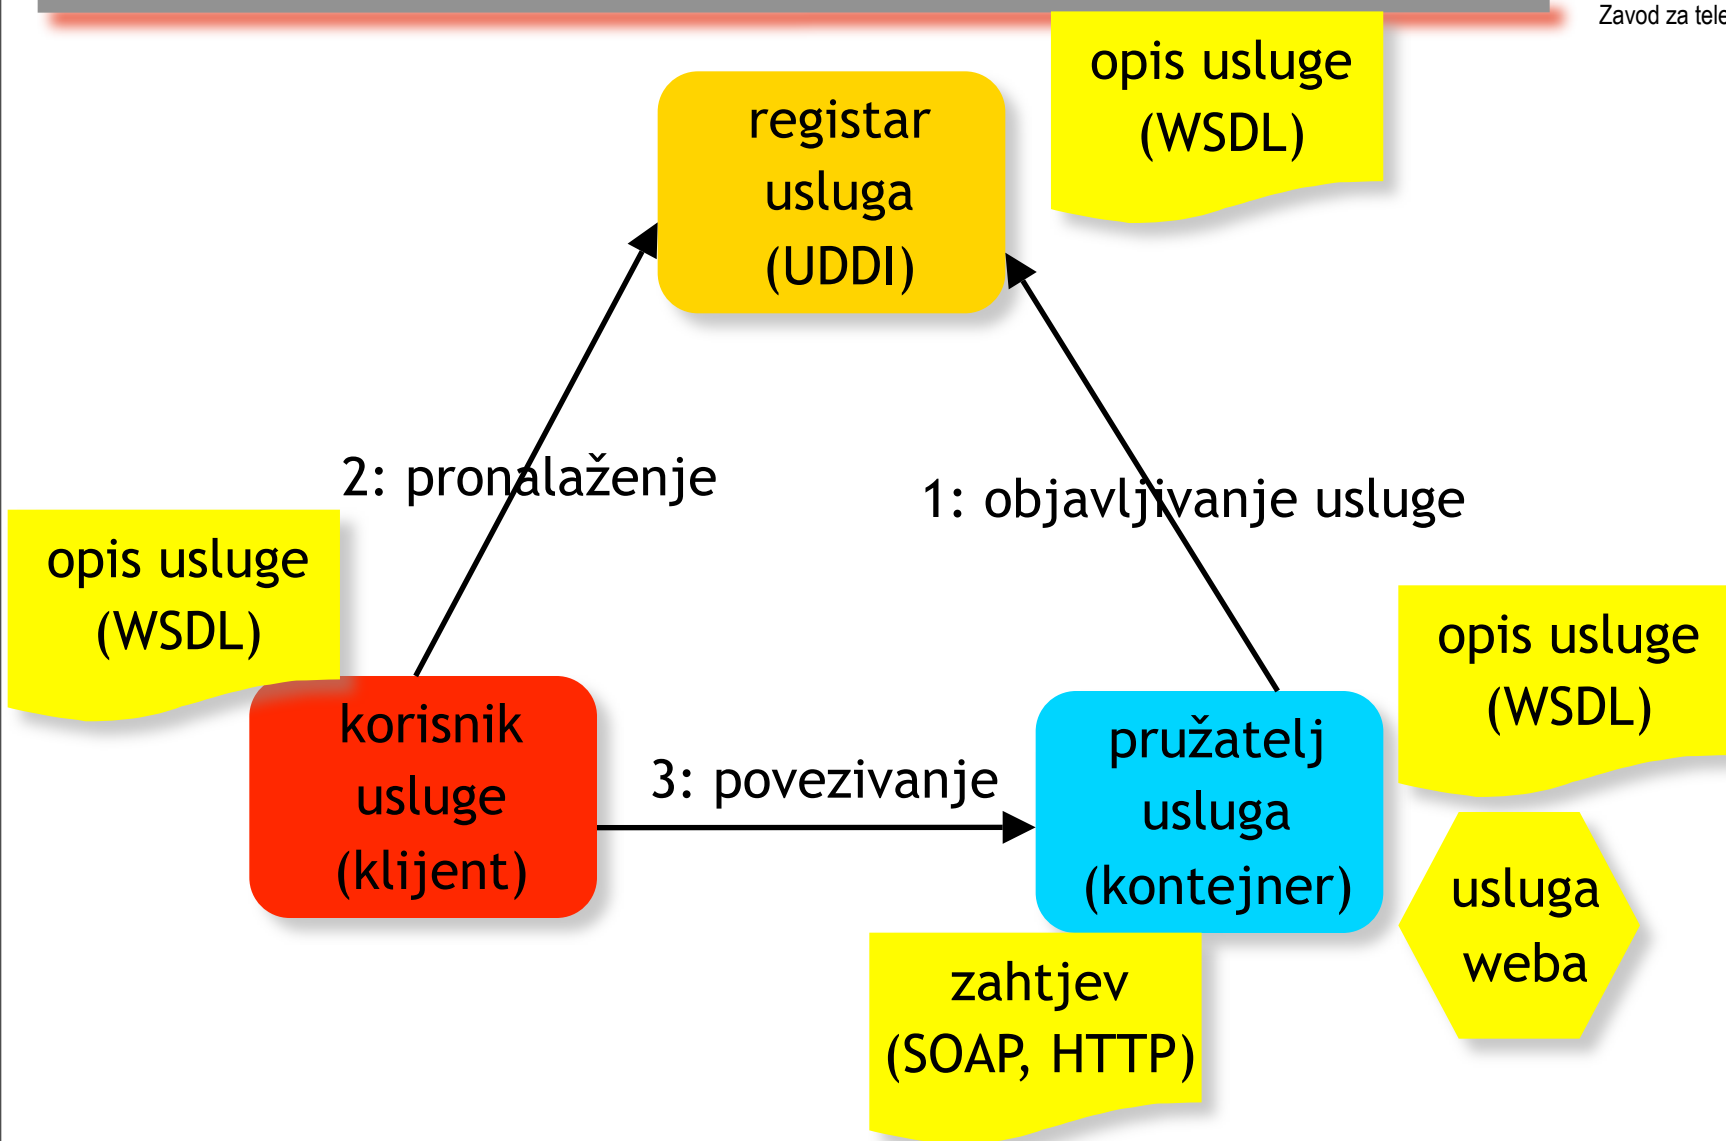 Zavod za tele
opis usluge
(WSDL)
registar
usluga
(UDDI)
2: pronalaženje
1: objavljivanje usluge
opis usluge
(WSDL)
opis usluge
(WSDL)
korisnik
usluge
(klijent)
3: povezivanje
pružatelj
usluga
(kontejner)
usluga
weba
zahtjev
(SOAP, HTTP)